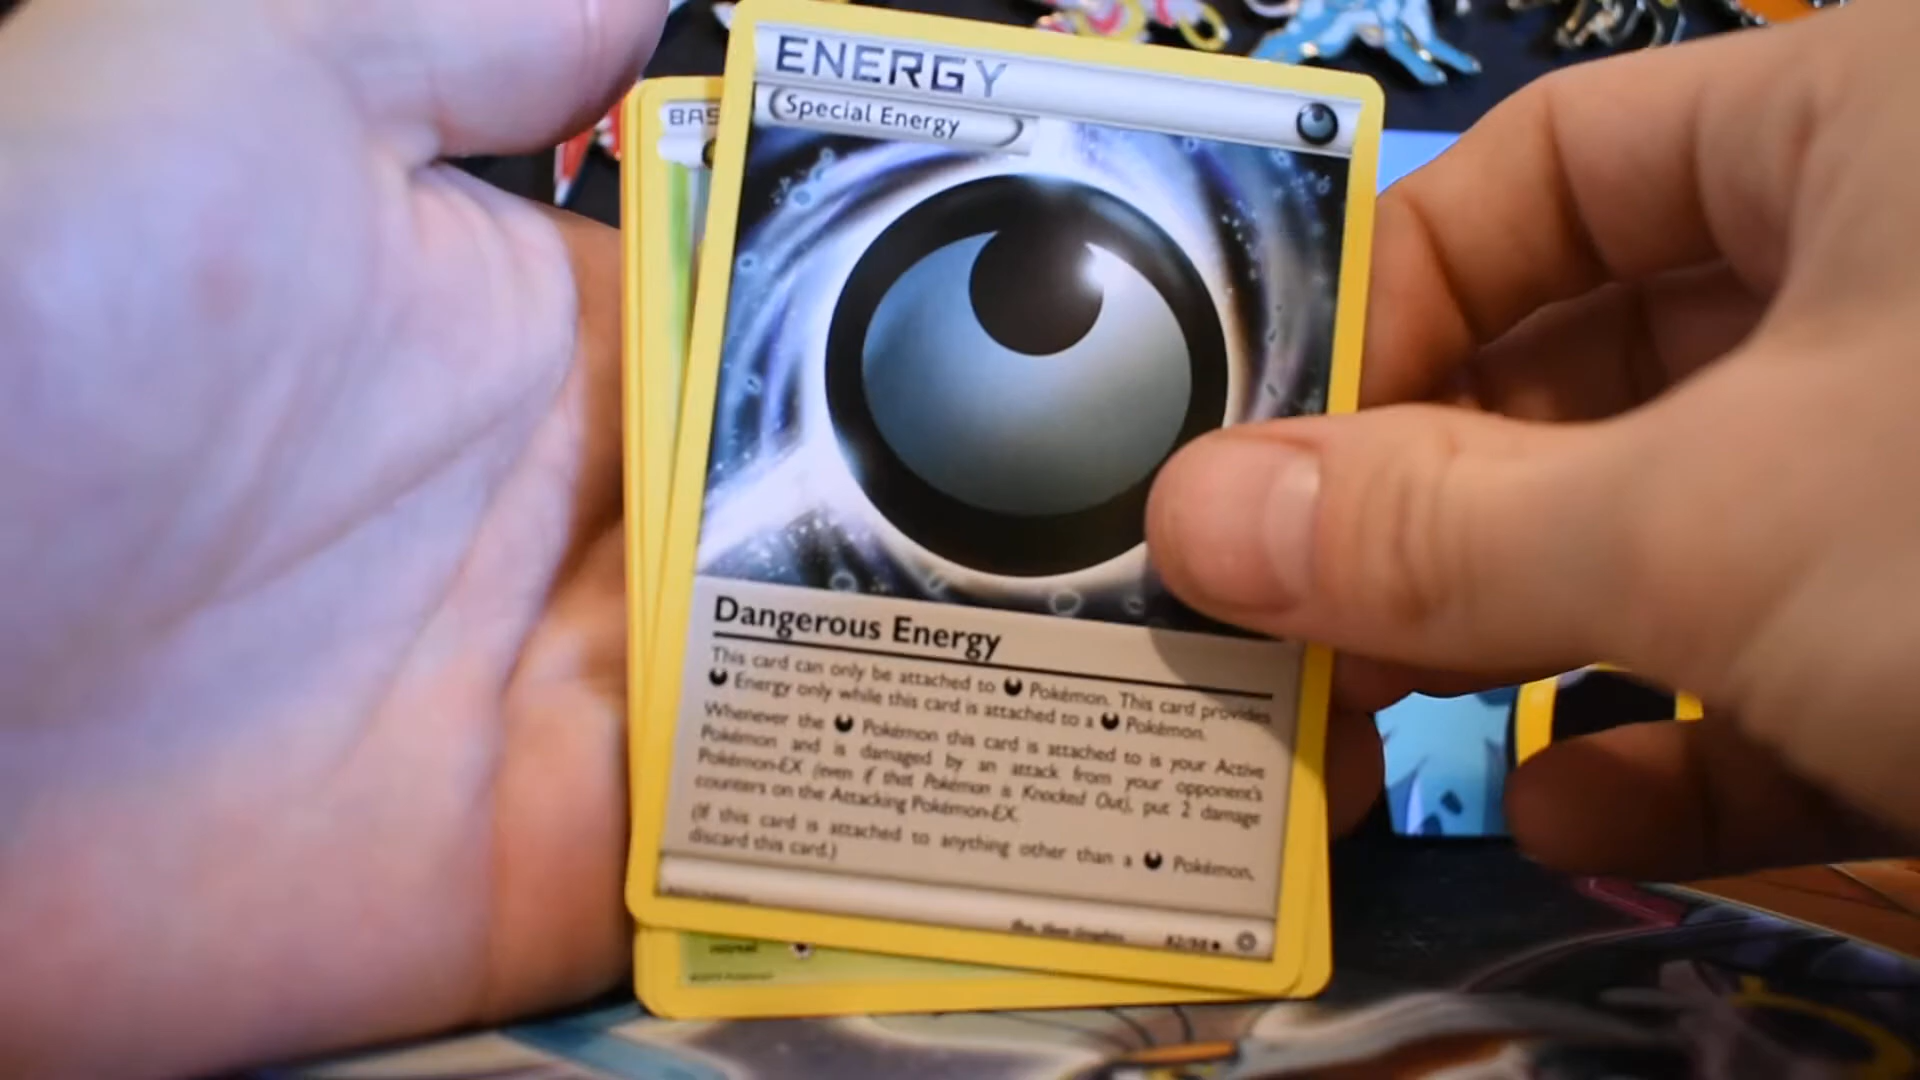 ENERGY
Special Energy
BAS
Dangerous Energy
This card can only be attached to Pokémon. This card provides
Energy only while this card is attached to a Pokémon.
Whenever the Pokémon this card is attached to is your Active
Pokémon and is damaged by an attack from your opponent's
Pokémon-EX (even if that Pokémon is Knocked Out), put 2 damage
counters on the Attacking Pokémon-EX.
(If this card is attached to anything other than a Pokémon,
discard this card.)
82/98